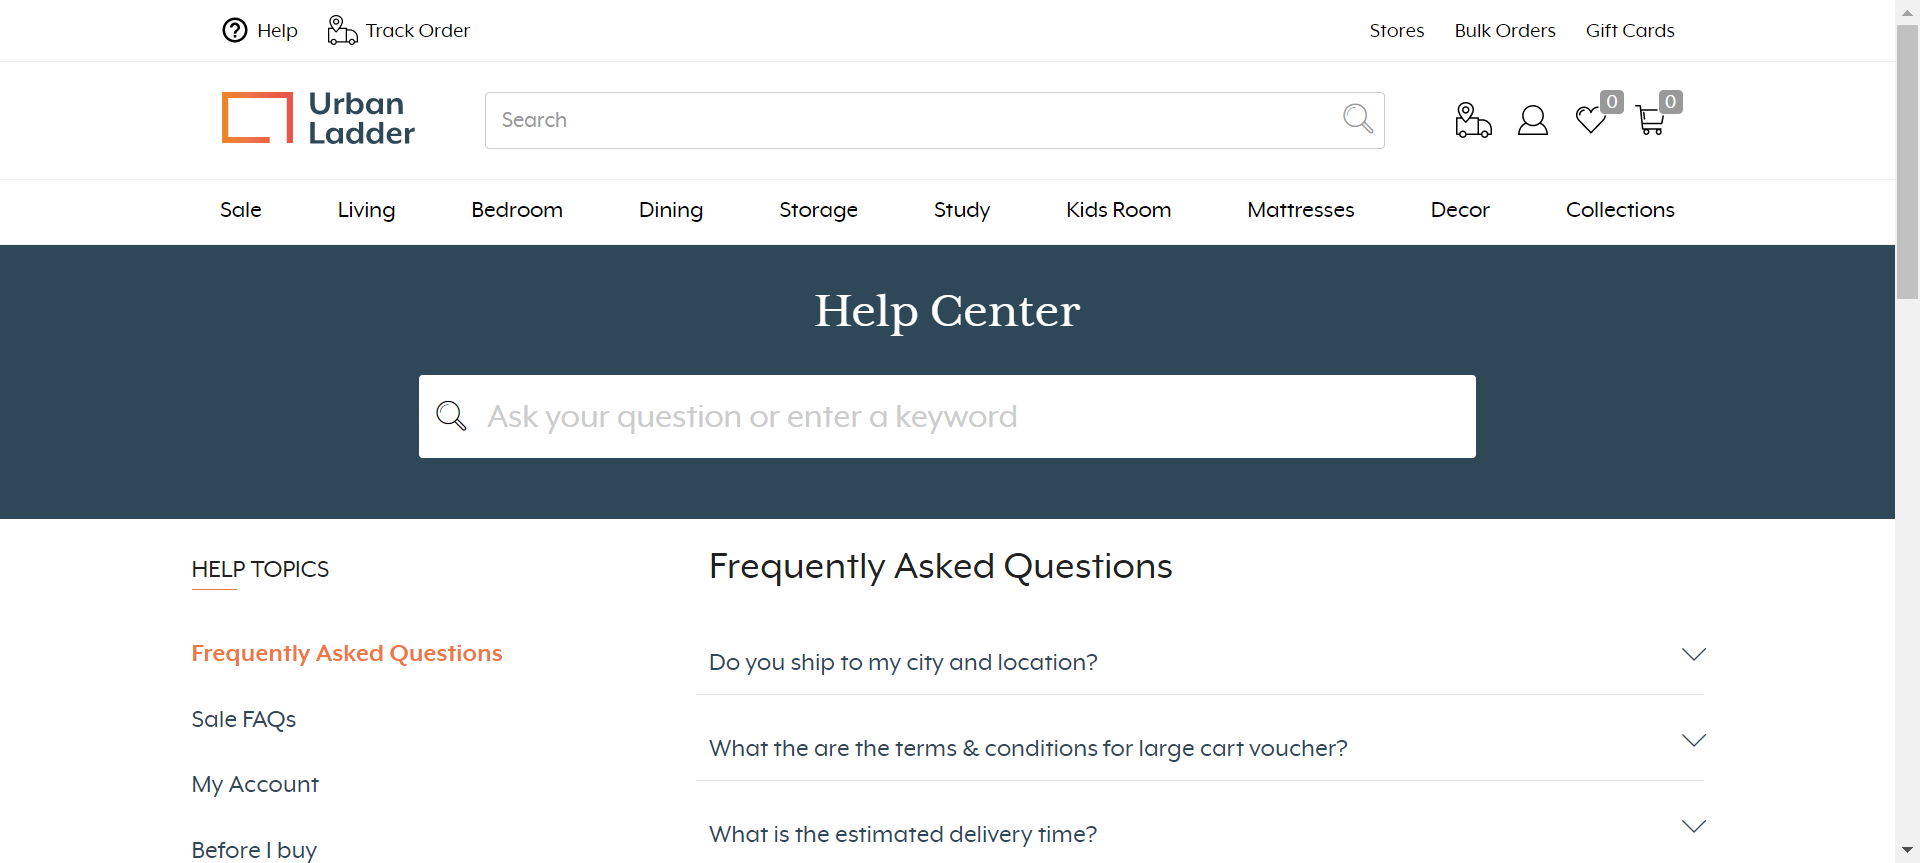 Help Track Order Stores Bulk Orders Gift Cards
Urban
Ladder
Search
0 0
Sale Living Bedroom Dining Storage Study Kids Room Mattresses Decor Collections
Help Center
Ask your question or enter a keyword
HELP TOPICS
Frequently Asked Questions
Sale FAQs
My Account
Before I buy
Frequently Asked Questions
Do you ship to my city and location?
What the are the terms & conditions for large cart voucher?
What is the estimated delivery time?